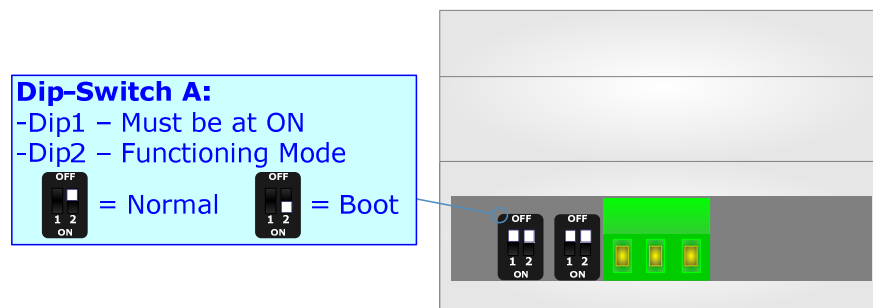 Dip-Switch A:
-Dip1 – Must be at ON
-Dip2 – Functioning Mode
OFF
1 2
ON
= Normal
OFF
1 2
ON
= Boot
OFF
1 2
ON
OFF
1 2
ON